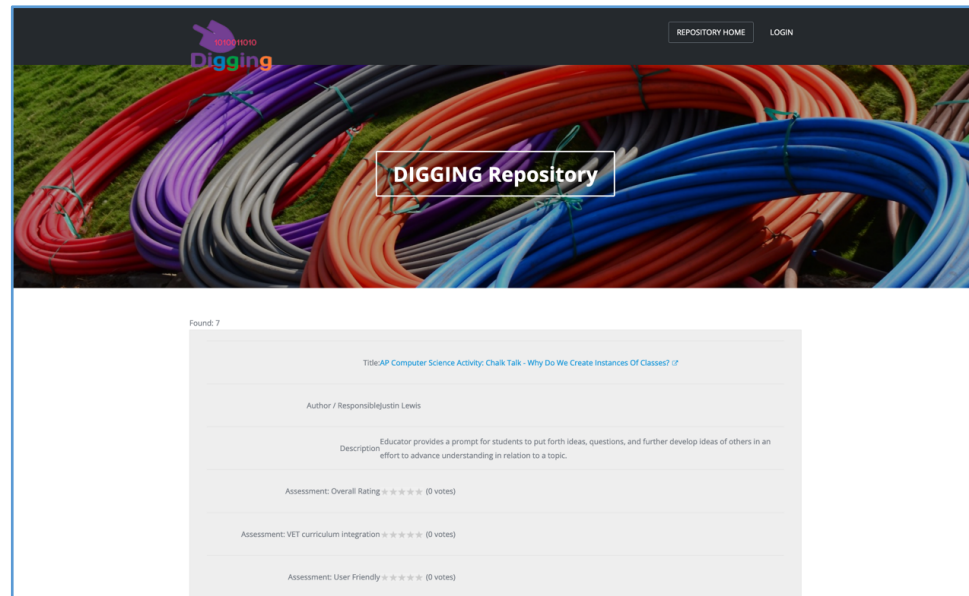 1010011010
Digging
REPOSITORY HOME
LOGIN
DIGGING Repository
Found: 7
Title:AP Computer Science Activity: Chalk Talk - Why Do We Create Instances Of Classes?
Author / ResponsibleJustin Lewis
Description
Educator provides a prompt for students to put forth ideas, questions, and further develop ideas of others in an
effort to advance understanding in relation to a topic.
Assessment: Overall Rating (0 votes)
Assessment: VET curriculum integration (0 votes)
Assessment: User Friendly (0 votes)